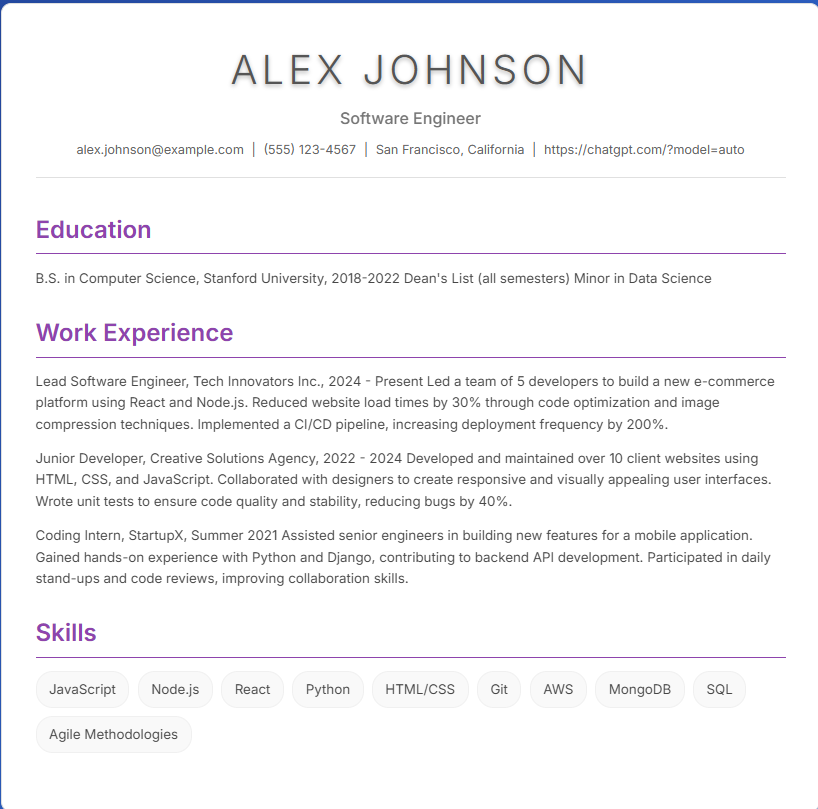 ALEX JOHNSON
Software Engineer
alex.johnson@example.com | (555) 123-4567 | San Francisco, California | https://chatgpt.com/?model=auto
Education
B.S. in Computer Science, Stanford University, 2018-2022 Dean's List (all semesters) Minor in Data Science
Work Experience
Lead Software Engineer, Tech Innovators Inc., 2024 - Present Led a team of 5 developers to build a new e-commerce
platform using React and Node.js. Reduced website load times by 30% through code optimization and image
compression techniques. Implemented a CI/CD pipeline, increasing deployment frequency by 200%.
Junior Developer, Creative Solutions Agency, 2022 - 2024 Developed and maintained over 10 client websites using
HTML, CSS, and JavaScript. Collaborated with designers to create responsive and visually appealing user interfaces.
Wrote unit tests to ensure code quality and stability, reducing bugs by 40%.
Coding Intern, StartupX, Summer 2021 Assisted senior engineers in building new features for a mobile application.
Gained hands-on experience with Python and Django, contributing to backend API development. Participated in daily
stand-ups and code reviews, improving collaboration skills.
Skills
JavaScript Node.js React Python HTML/CSS Git AWS MongoDB SQL
Agile Methodologies